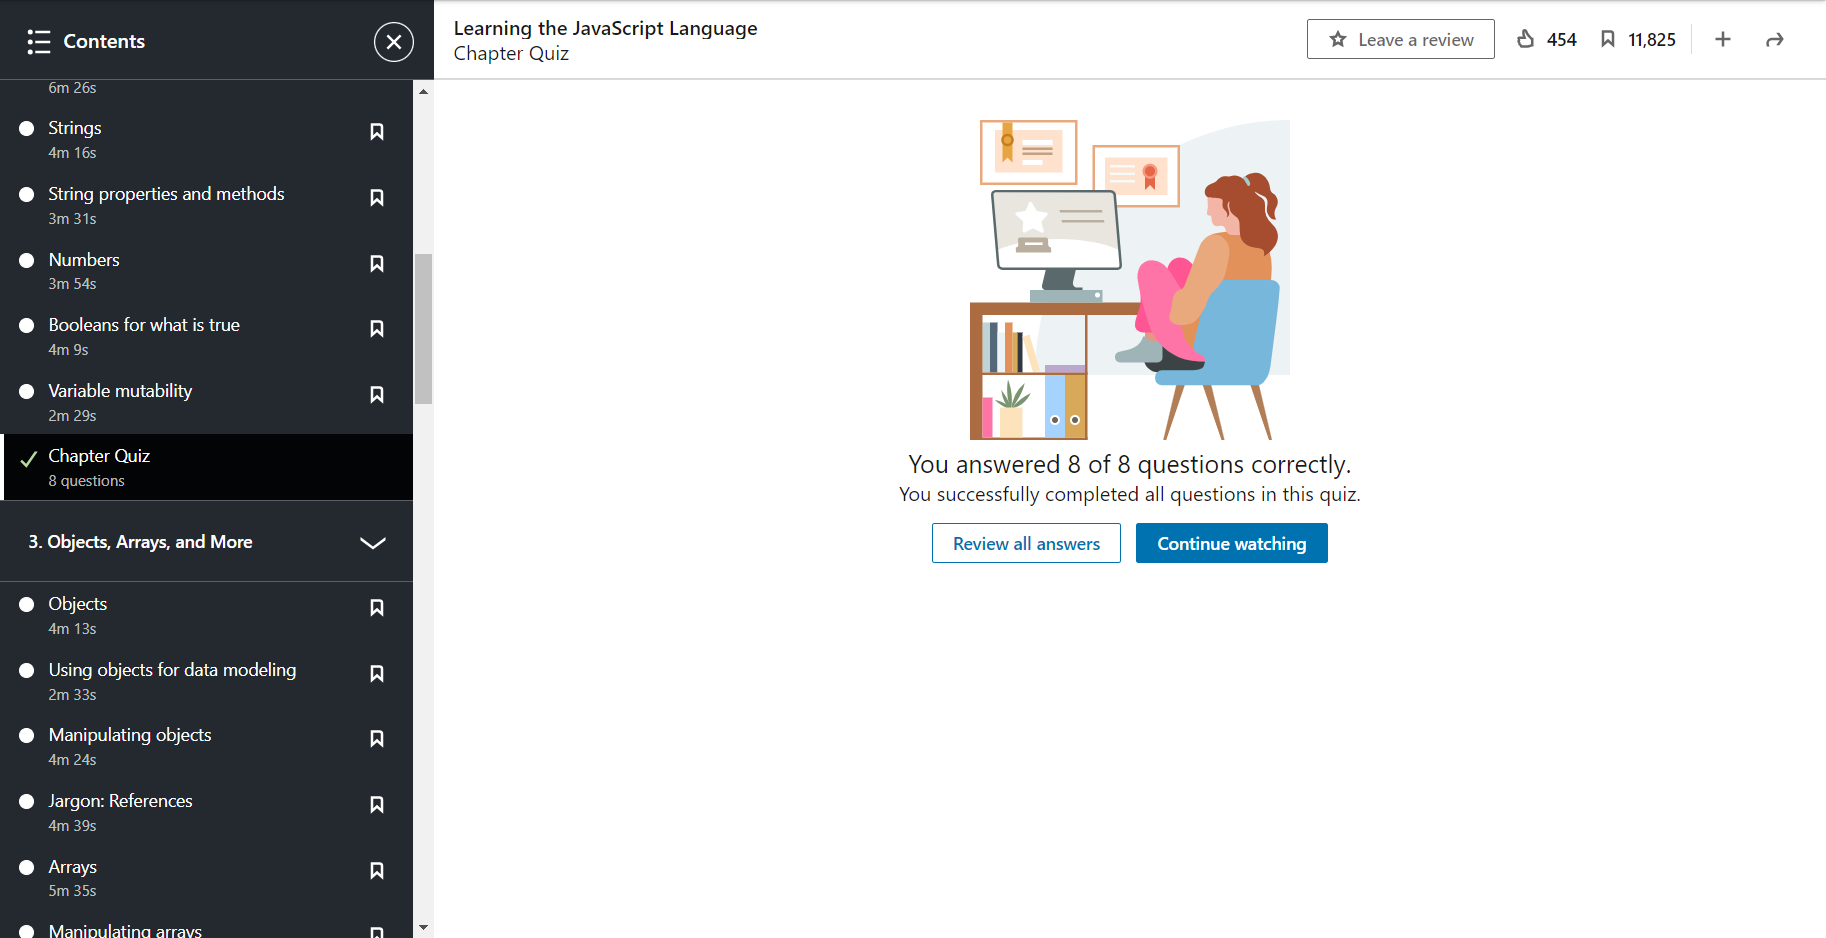 Contents
6m 26s
Strings
4m 16s
String properties and methods
3m 31s
Numbers
3m 54s
Booleans for what is true
4m 9s
Variable mutability
2m 29s
Chapter Quiz
8 questions
3. Objects, Arrays, and More
Objects
4m 13s
Using objects for data modeling
2m 33s
Manipulating objects
4m 24s
Jargon: References
4m 39s
Arrays
5m 35s
Manipulating arrays
Learning the JavaScript Language
Chapter Quiz
Leave a review
454
11,825
You answered 8 of 8 questions correctly.
You successfully completed all questions in this quiz.
Review all answers
Continue watching